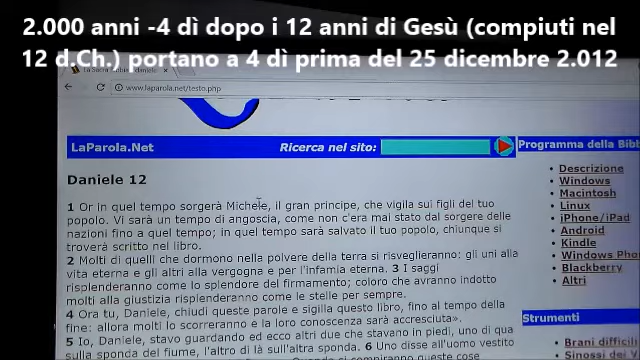 2.000 anni -4 dì dopo i 12 anni di Gesù (compiuti nel
12 d.Ch.) portano a 4 dì prima del 25 dicembre 2.012
www.laparola.net/testo.php
LaParola.Net Ricerca nel sito: Programma della Bibb
Daniele 12
1 Or in quel tempo sorgerà Michele, il gran principe, che vigila sui figli del tuo
popolo. Vi sarà un tempo di angoscia, come non c'era mai stato dal sorgere delle
nazioni fino a quel tempo; in quel tempo sarà salvato il tuo popolo, chiunque si
troverà scritto nel libro.
2 Molti di quelli che dormono nella polvere della terra si risveglieranno: gli uni alla
vita eterna e gli altri alla vergogna e per l'infamia eterna. 3 I saggi
risplenderanno come lo splendore del firmamento; coloro che avranno indotto
molti alla giustizia risplenderanno come le stelle per sempre.
4 Ora tu, Daniele, chiudi queste parole e sigilla questo libro, fino al tempo della
fine: allora molti lo scorreranno e la loro conoscenza sarà accresciuta».
5 Io, Daniele, stavo guardando ed ecco altri due che stavano in piedi, uno di qua
sulla sponda del fiume, l'altro di là sull'altra sponda. 6 Uno disse all'uomo vestito
si compiranno queste cose
Descrizione
Windows
Macintosh
Linux
iPhone/iPad
Android
Kindle
Windows Phon
Blackberry
Altri
Strumenti
Brani difficili
Sinossi dei V